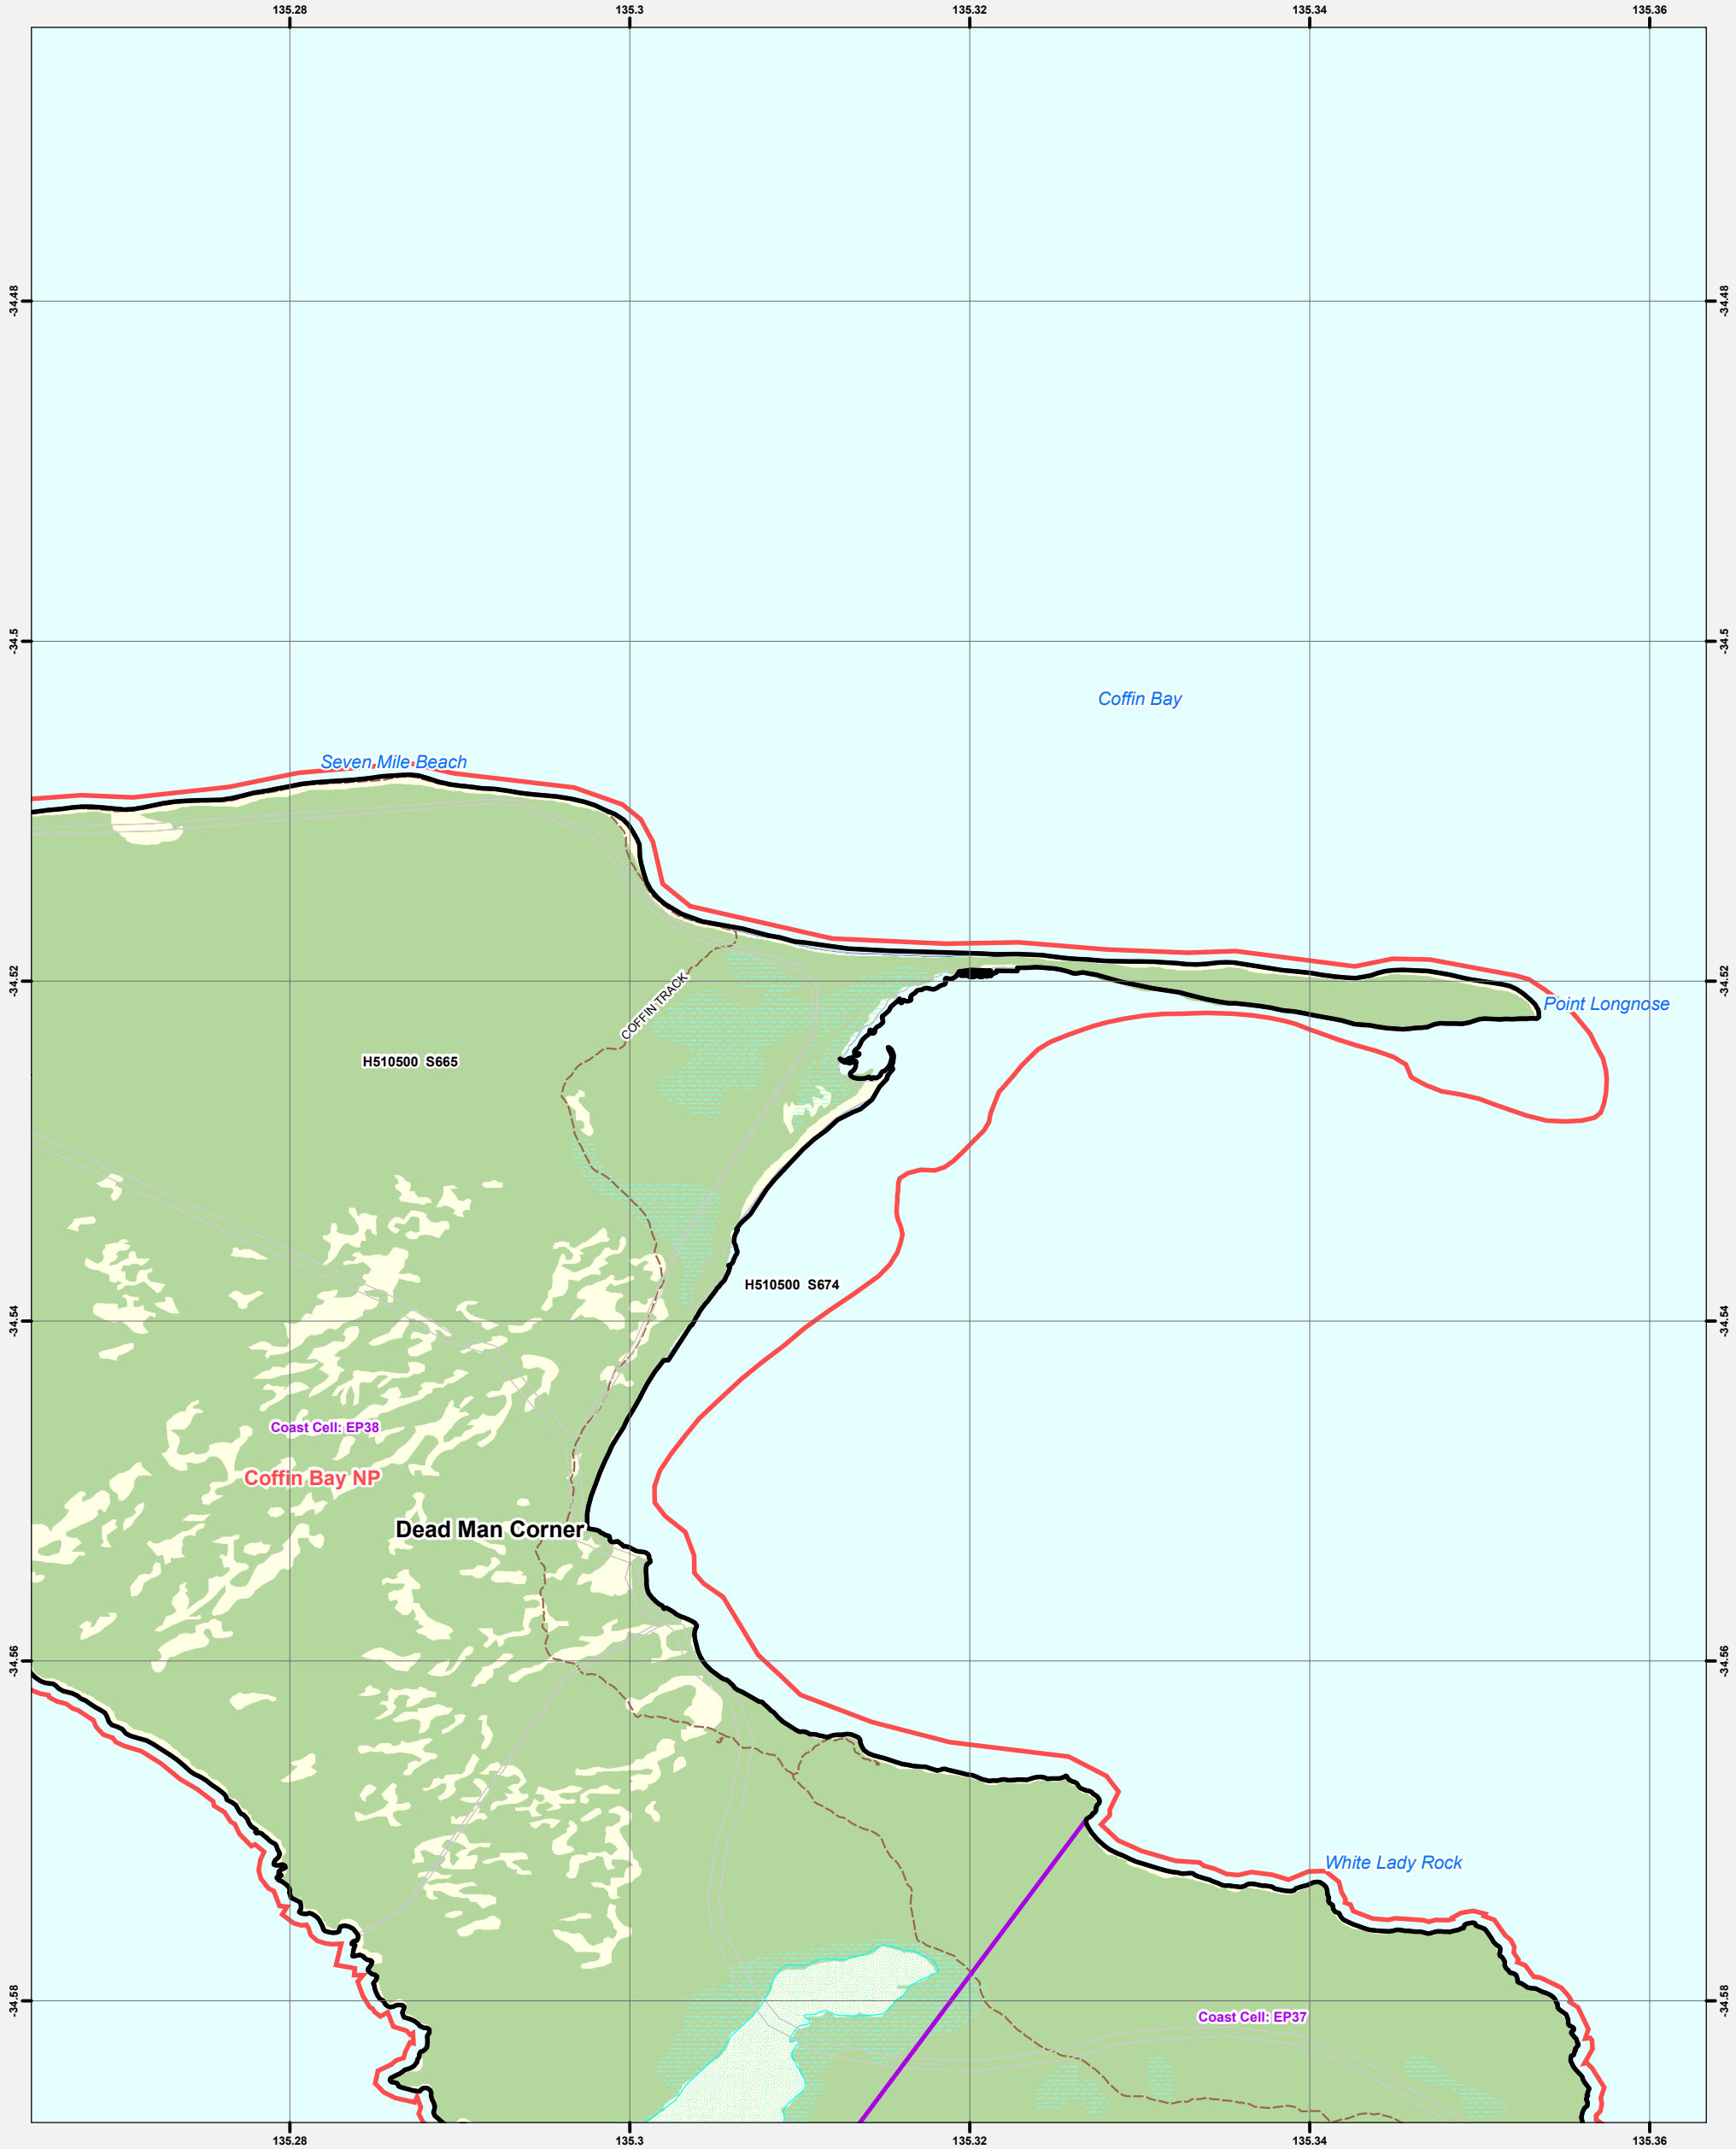 135.28
135.3
135.32
135.34
135.36
-34.48
-34.48
-34.5
-34.5
Coffin Bay
Seven Mile Beach
-34.52
-34.52
Point Longnose
COFFIN TRACK
H510500 S665
H510500 S674
-34.54
-34.54
Coast Cell: EP38
Coffin Bay NP
Dead Man Corner
-34.56
-34.56
White Lady Rock
-34.58
-34.58
Coast Cell: EP37
135.28
135.3
135.32
135.34
135.36